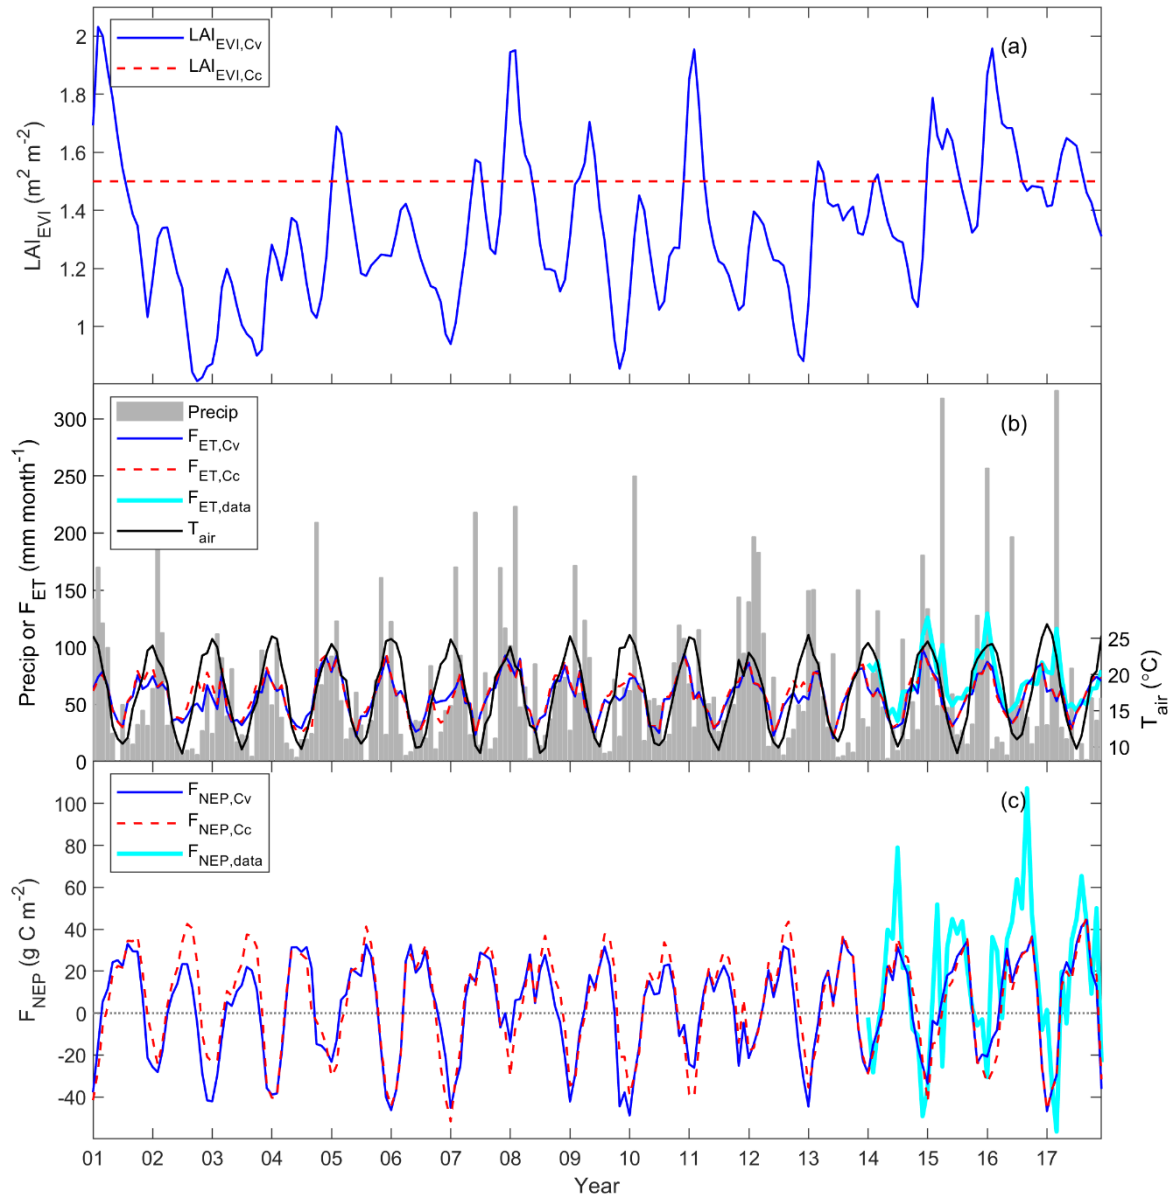 LAI_EVI,Cv
LAI_EVI,Cc
(a)
2
1.8
1.6
1.4
1.2
1
LAI_EVI (m² m⁻²)
Precip
F_ET,Cv
F_ET,Cc
F_ET,data
T_air
(b)
300
250
200
150
100
50
0
Precip or F_ET (mm month⁻¹)
25
20
15
10
T_air (°C)
F_NEP,Cv
F_NEP,Cc
F_NEP,data
(c)
100
80
60
40
20
0
-20
-40
F_NEP (g C m⁻²)
01 02 03 04 05 06 07 08 09 10 11 12 13 14 15 16 17
Year